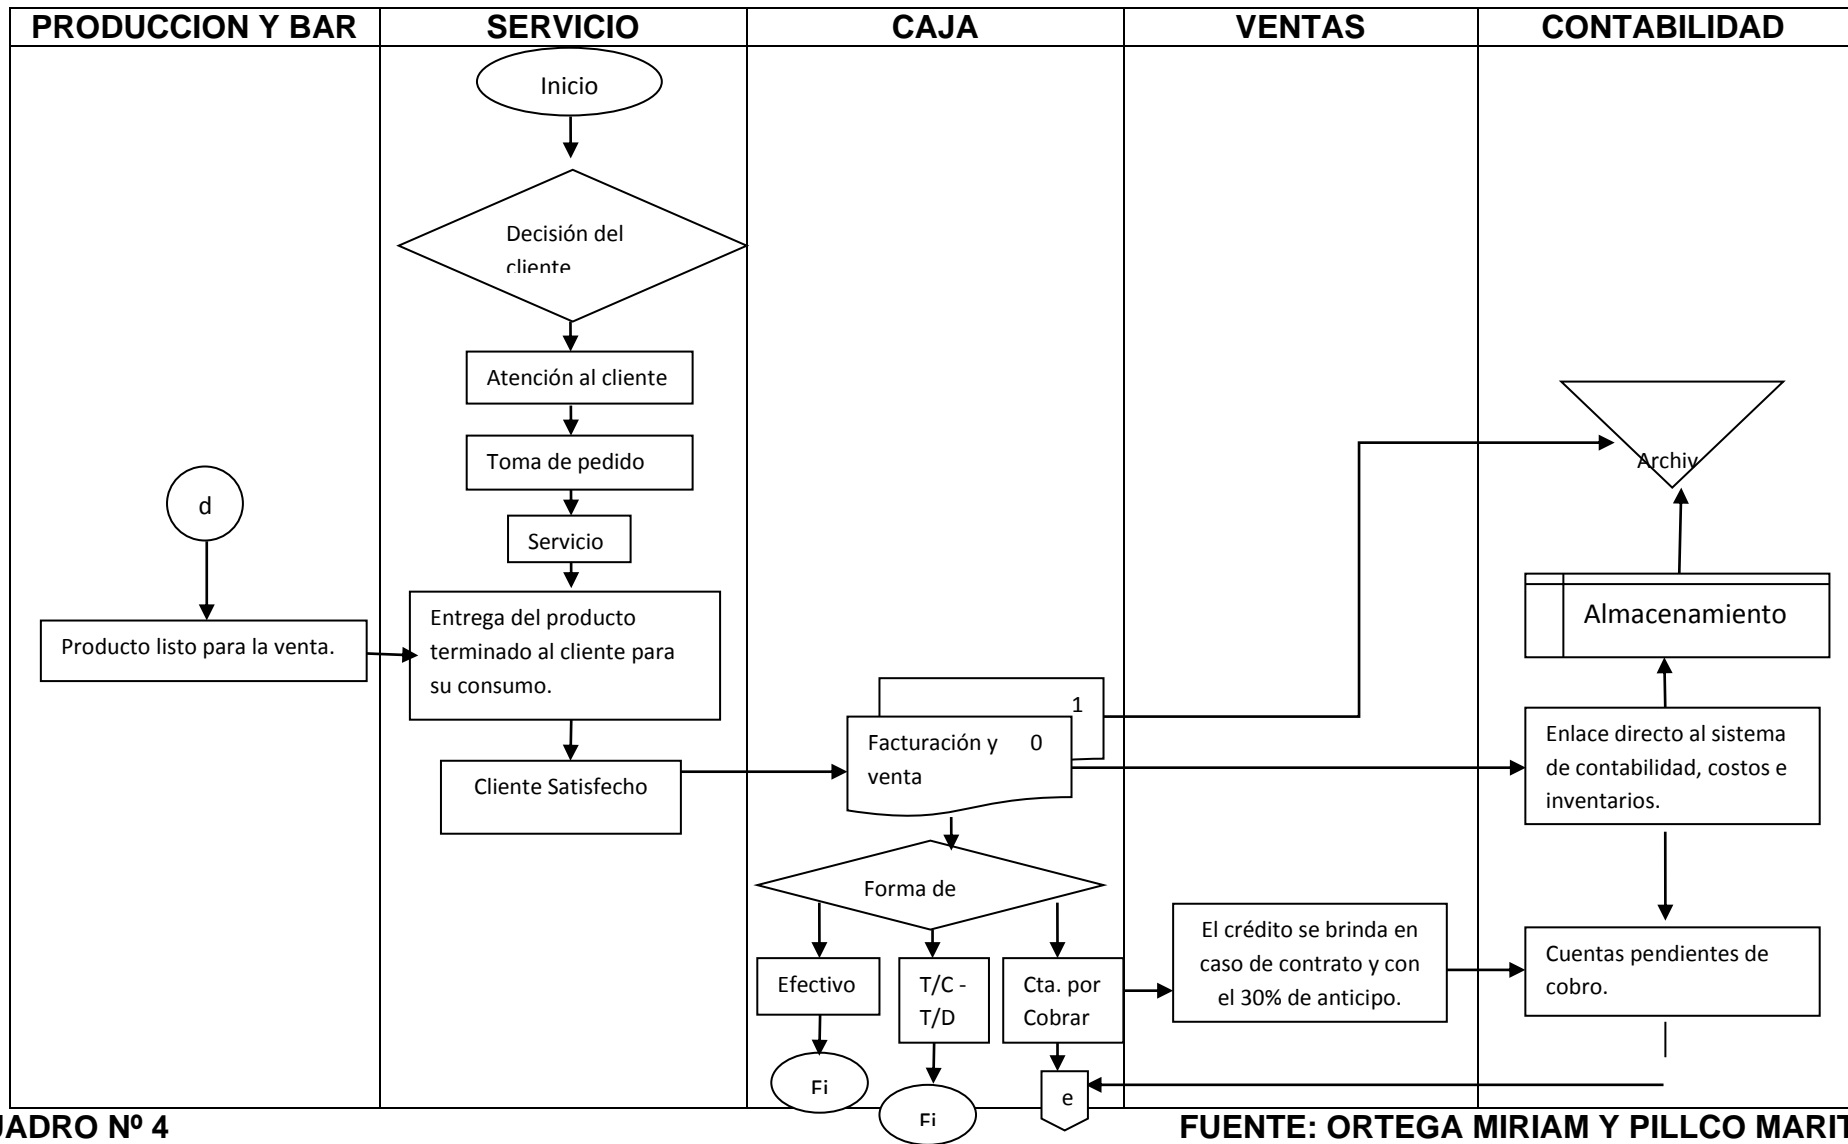 PRODUCCION Y BAR
SERVICIO
CAJA
VENTAS
CONTABILIDAD
Inicio
Decisión del
cliente
Atención al cliente
Toma de pedido
Servicio
Entrega del producto
terminado al cliente para
su consumo.
Cliente Satisfecho
d
Producto listo para la venta.
1
Facturación y 0
venta
Forma de
Efectivo
T/C -
T/D
Cta. por
Cobrar
Fi
Fi
e
El crédito se brinda en
caso de contrato y con
el 30% de anticipo.
Archiv
Almacenamiento
Enlace directo al sistema
de contabilidad, costos e
inventarios.
Cuentas pendientes de
cobro.
UADRO Nº 4
FUENTE: ORTEGA MIRIAM Y PILLCO MARIT